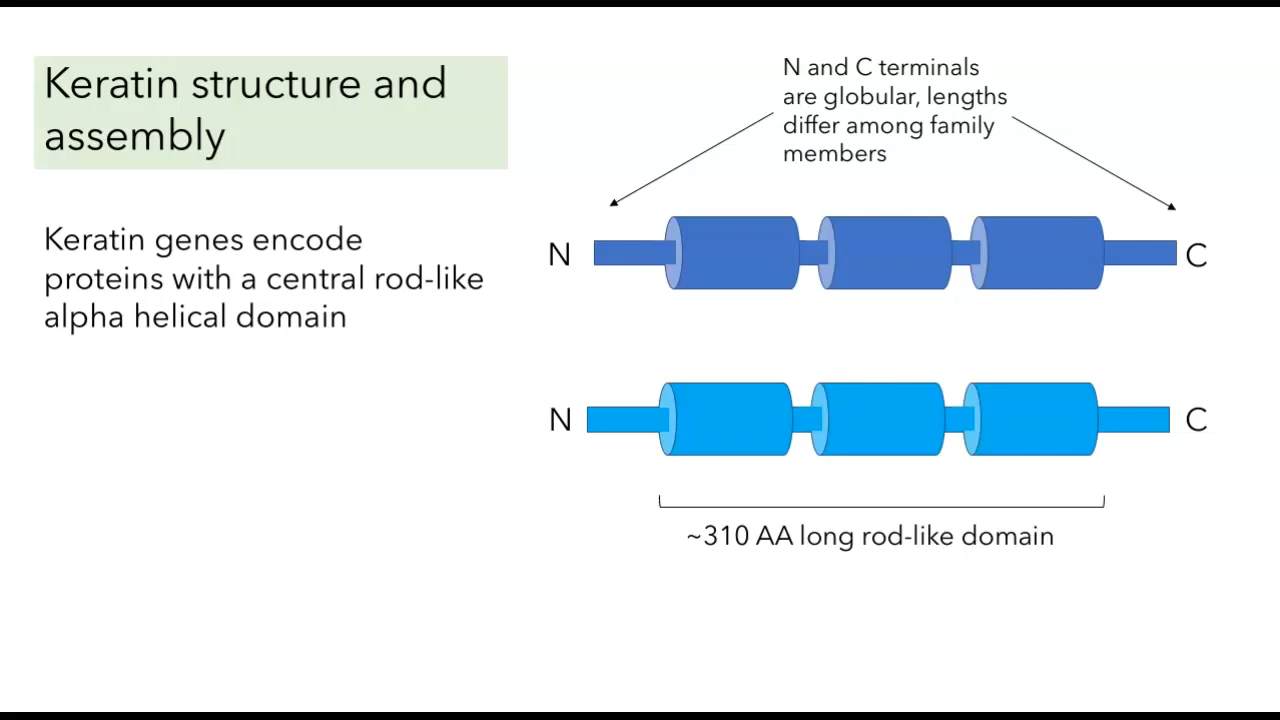 Keratin structure and
assembly
Keratin genes encode
proteins with a central rod-like
alpha helical domain
N and C terminals
are globular, lengths
differ among family
members
N
C
N
C
~310 AA long rod-like domain